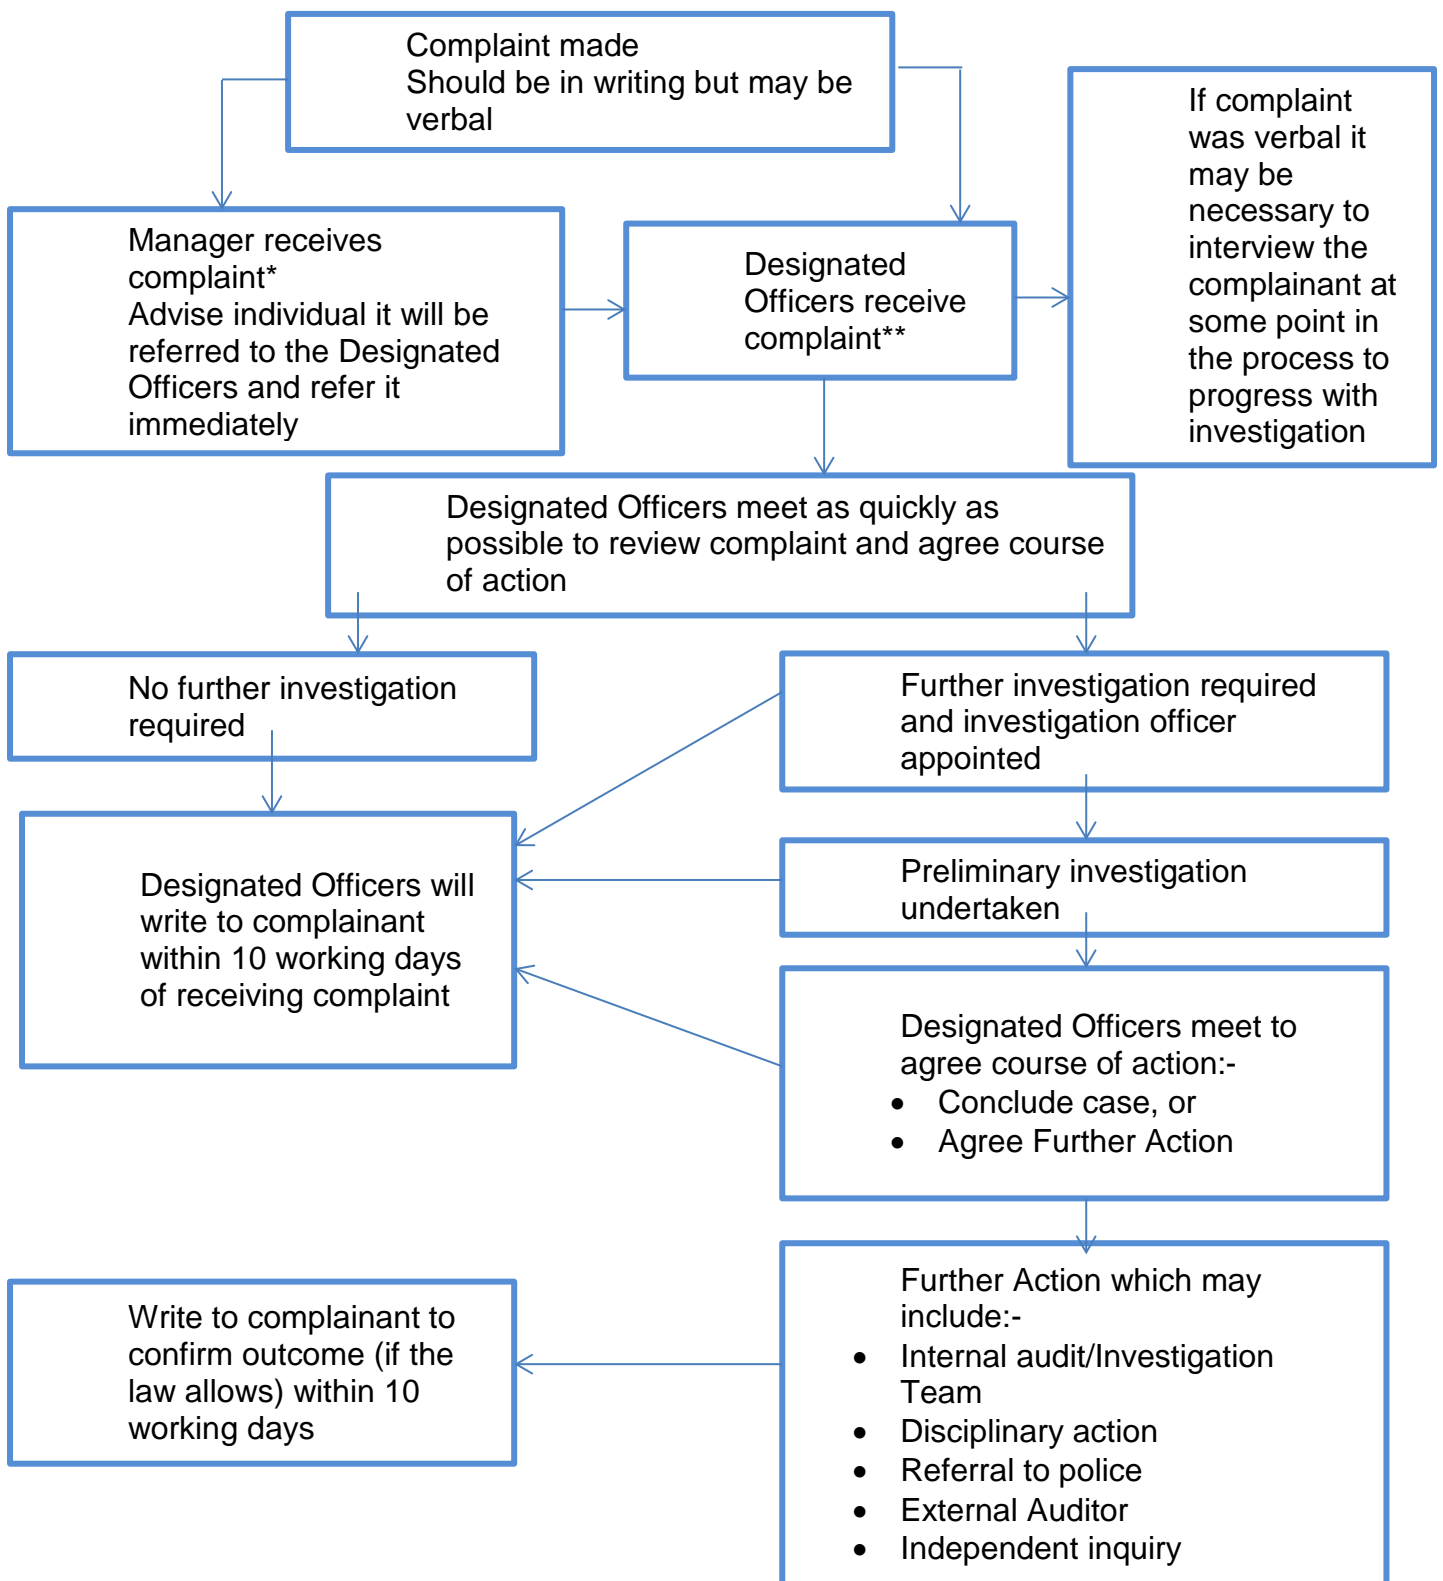 Complaint made
Should be in writing but may be
verbal
If complaint
was verbal it
may be
necessary to
interview the
complainant at
some point in
the process to
progress with
investigation
Manager receives
complaint*
Advise individual it will be
referred to the Designated
Officers and refer it
immediately
Designated
Officers receive
complaint**
Designated Officers meet as quickly as
possible to review complaint and agree course
of action
No further investigation
required
Further investigation required
and investigation officer
appointed
Designated Officers will
write to complainant
within 10 working days
of receiving complaint
Preliminary investigation
undertaken
Designated Officers meet to
agree course of action:-
• Conclude case, or
• Agree Further Action
Write to complainant to
confirm outcome (if the
law allows) within 10
working days
Further Action which may
include:-
• Internal audit/Investigation
Team
• Disciplinary action
• Referral to police
• External Auditor
• Independent inquiry